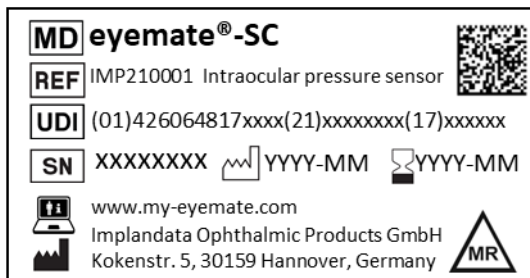 MD eyemate®-SC
REF IMP210001 Intraocular pressure sensor
UDI (01)426064817xxxx(21)xxxxxxxx(17)xxxxxx
SN XXXXXXXX YYYY-MM YYYY-MM
www.my-eyemate.com
Implandata Ophthalmic Products GmbH
Kokenstr. 5, 30159 Hannover, Germany
MR